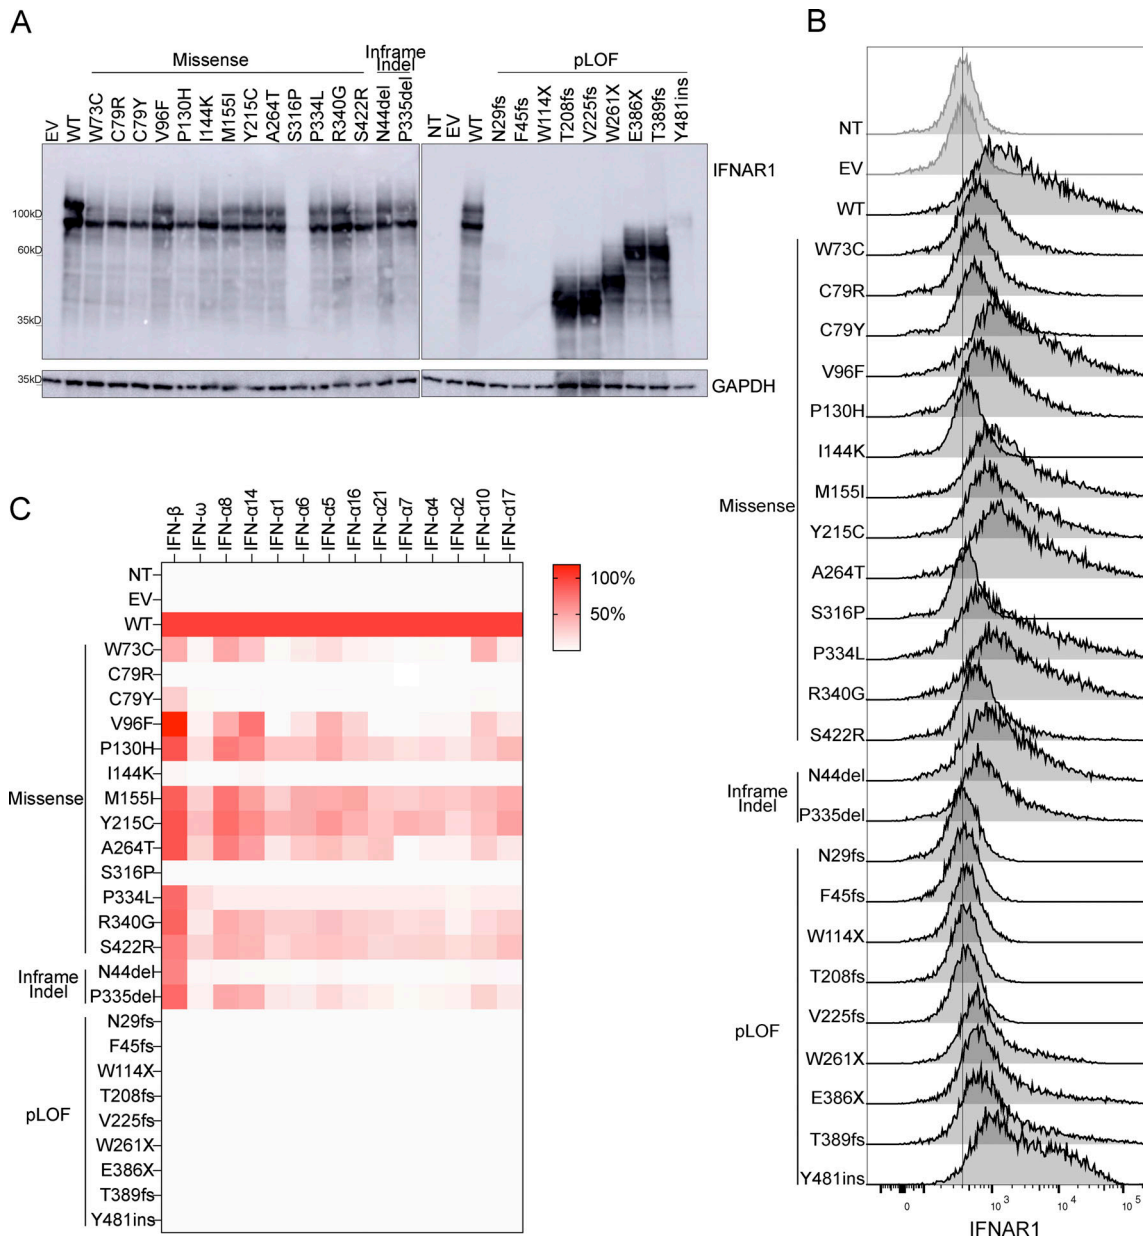 A
Missense
Inframe
Indel
pLOF
EV
WT
W73C
C79R
C79Y
V96F
P130H
I144K
M155I
Y215C
A264T
S316P
P334L
R340G
S422R
N44del
P335del
NT
EV
WT
N29fs
F45fs
W114X
T208fs
V225fs
W261X
E386X
T389fs
Y481ins
IFNAR1
100kD
60kD
35kD
35kD
GAPDH
B
NT
EV
WT
W73C
C79R
C79Y
V96F
P130H
I144K
M155I
Y215C
A264T
S316P
P334L
R340G
S422R
N44del
P335del
N29fs
F45fs
W114X
T208fs
V225fs
W261X
E386X
T389fs
Y481ins
Missense
Inframe
Indel
pLOF
0
10 3
10 4
10 5
IFNAR1
C
IFN-β
IFN-ω
IFN-α8
IFN-α14
IFN-α1
IFN-α6
IFN-α5
IFN-α16
IFN-α21
IFN-α7
IFN-α4
IFN-α2
IFN-α10
IFN-α17
100%
50%
NT
EV
WT
W73C
C79R
C79Y
V96F
P130H
I144K
M155I
Y215C
A264T
S316P
P334L
R340G
S422R
N44del
P335del
N29fs
F45fs
W114X
T208fs
V225fs
W261X
E386X
T389fs
Y481ins
Missense
Inframe
Indel
pLOF